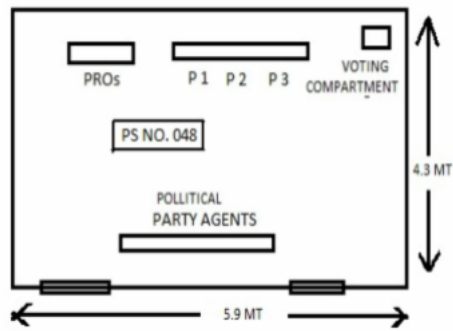 PROs
P 1 P 2 P 3
VOTING
COMPARTMENT
PS NO. 048
4.3 MT
POLLITICAL
PARTY AGENTS
5.9 MT